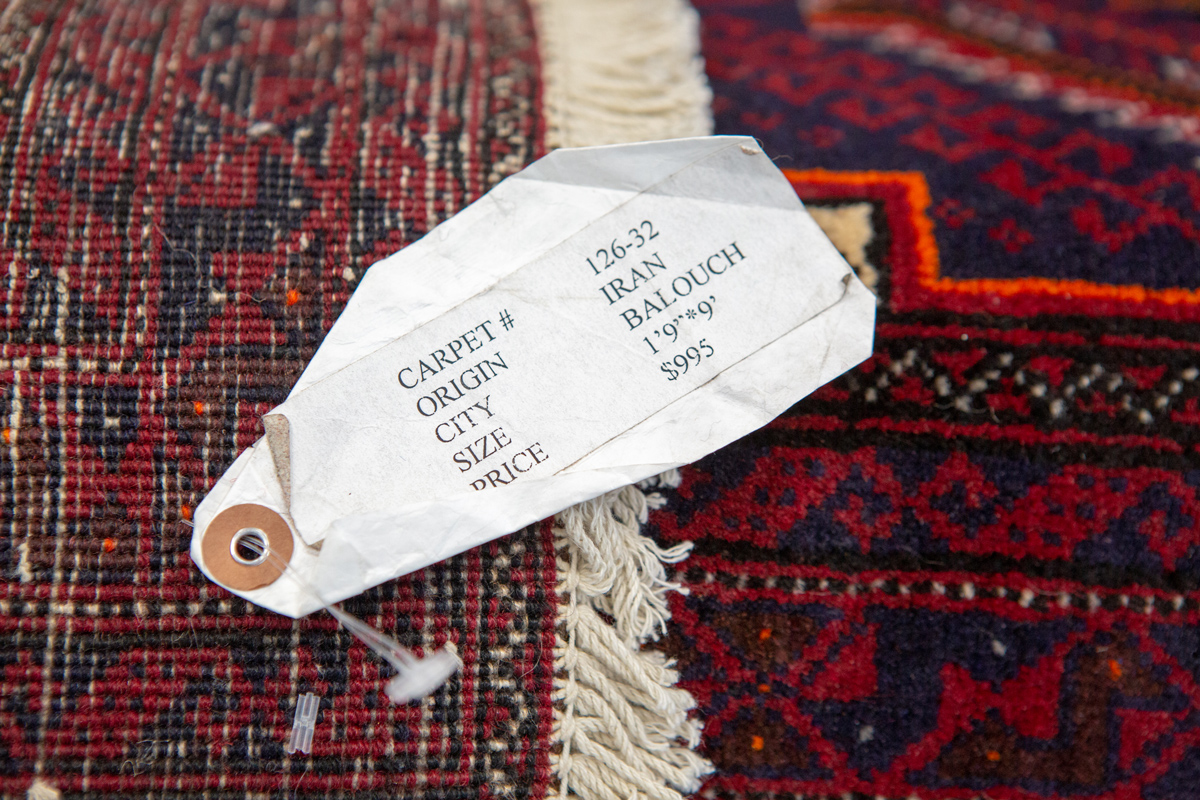 CARPET # 126-32
ORIGIN IRAN
CITY BALOUCH
SIZE 1'9"*9'
PRICE $995